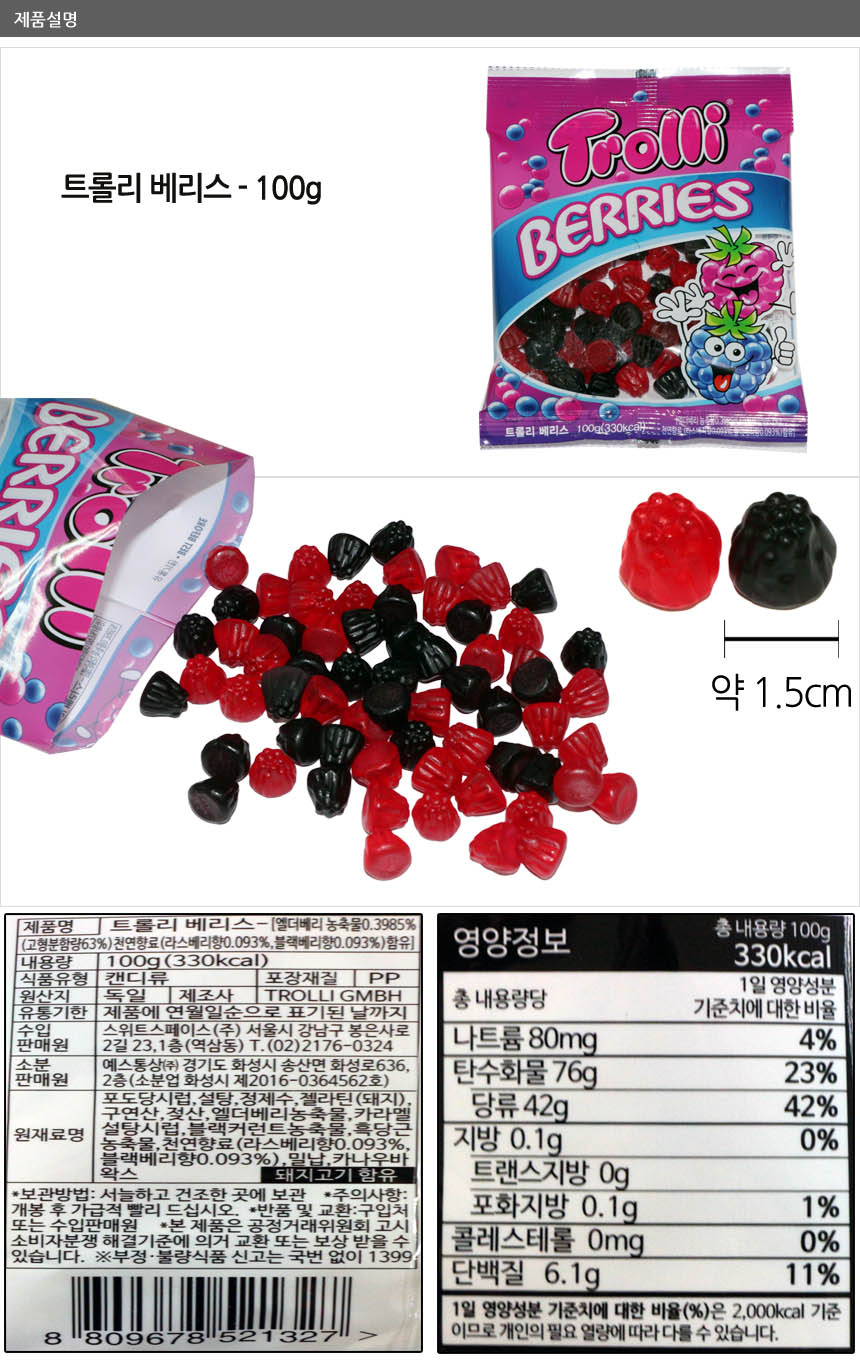 제품설명
트롤리 베리스 - 100g
Trolli
BERRIES
트롤리 베리스 100g(330kcal)
Trolli
BERRIES
BEST BEFORE
약 1.5cm
제품명 트롤리 베리스-[엘더베리 농축물0.3985%
(고형분함량63%)천연향료(라스베리향0.093%,블랙베리향0.093%)함유]
내용량 100g(330kcal)
식품유형 캔디류 포장재질 PP
원산지 독일 제조사 TROLLI GMBH
유통기한 제품에 연월일순으로 표기된 날까지
수입 판매원 스위트스페이스(주) 서울시 강남구 봉은사로
2길 23,1층(역삼동) T.(02)2176-0324
소분 판매원 예스통상㈜ 경기도 화성시 송산면 화성로636,
2층(소분업 화성시 제2016-0364562호)
원재료명 포도당시럽,설탕,정제수,젤라틴(돼지),
구연산,젖산,엘더베리농축물,카라멜
설탕시럽,블랙커런트농축물,흑당근
농축물,천연향료(라스베리향0.093%,
블랙베리향0.093%),밀납,카나우바
왁스 돼지고기 함유
*보관방법: 서늘하고 건조한 곳에 보관 *주의사항:
개봉 후 가급적 빨리 드십시오. *반품 및 교환:구입처
또는 수입판매원 *본 제품은 공정거래위원회 고시
소비자분쟁 해결기준에 의거 교환 또는 보상 받을 수
있습니다. ※부정·불량식품 신고는 국번 없이 1399
8 809678 521327 >
영양정보 총 내용량 100g
330kcal
총 내용량당 1일 영양성분
기준치에 대한 비율
나트륨 80mg 4%
탄수화물 76g 23%
당류 42g 42%
지방 0.1g 0%
트랜스지방 0g
포화지방 0.1g 1%
콜레스테롤 0mg 0%
단백질 6.1g 11%
1일 영양성분 기준치에 대한 비율(%)은 2,000kcal 기준
이므로 개인의 필요 열량에 따라 다를 수 있습니다.